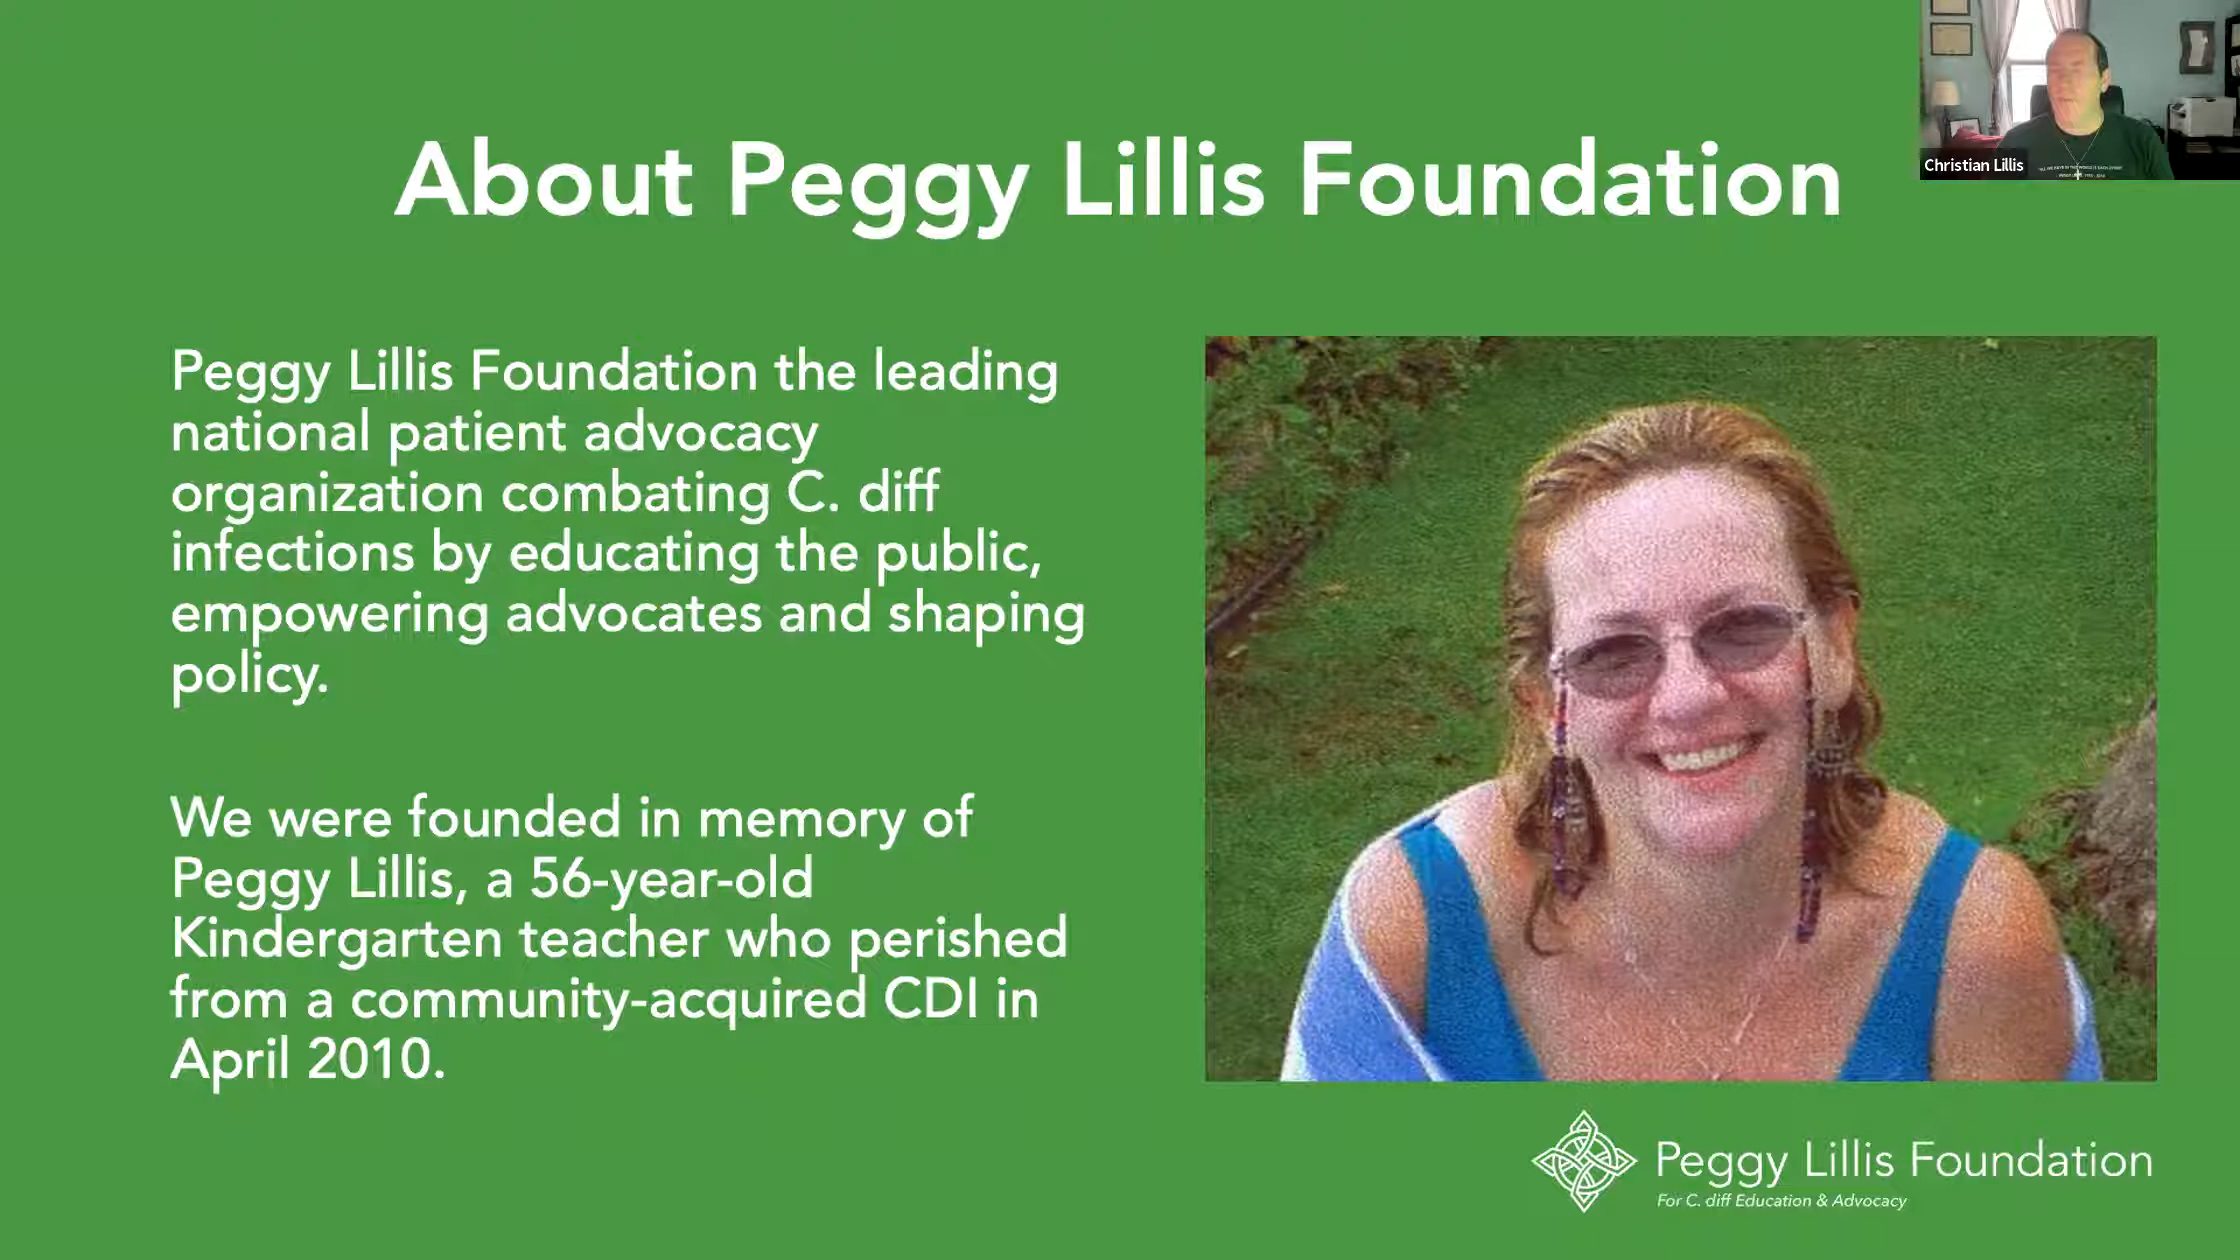 About Peggy Lillis Foundation
Christian Lillis
Peggy Lillis Foundation the leading
national patient advocacy
organization combating C. diff
infections by educating the public,
empowering advocates and shaping
policy.
We were founded in memory of
Peggy Lillis, a 56-year-old
Kindergarten teacher who perished
from a community-acquired CDI in
April 2010.
Peggy Lillis Foundation
For C. diff Education & Advocacy